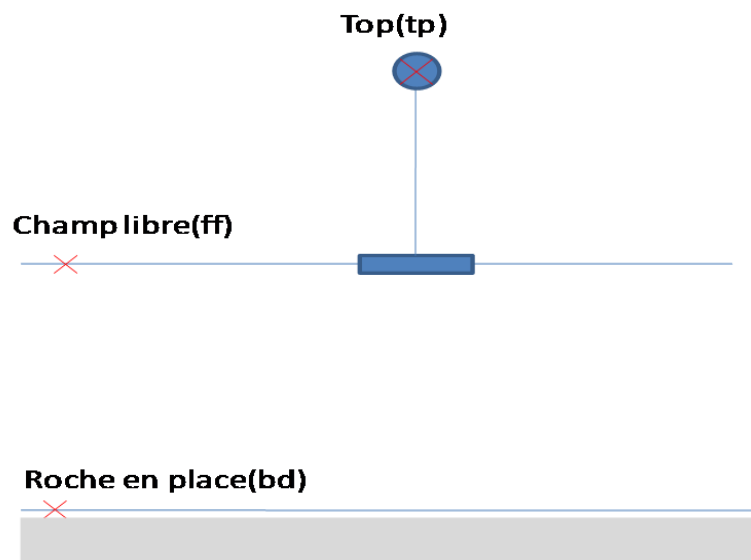 Top(tp)
Champ libre(ff)
Roche en place(bd)